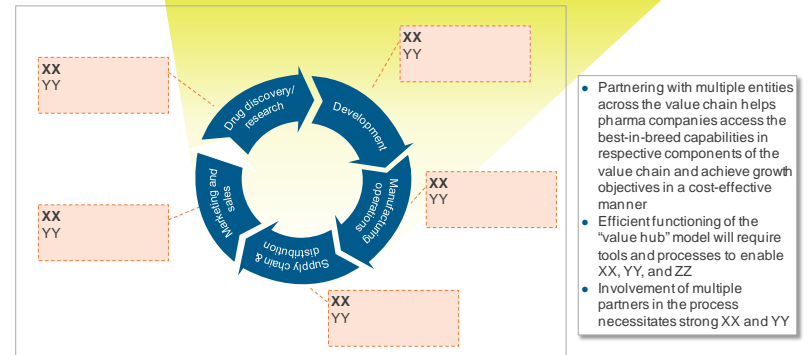 XX
YY
XX
YY
Drug discovery/
research
Development
XX
YY
Manufacturing
operations
XX
YY
Supply chain &
distribution
XX
YY
Marketing and
sales
● Partnering with multiple entities
across the value chain helps
pharma companies access the
best-in-breed capabilities in
respective components of the
value chain and achieve growth
objectives in a cost-effective
manner
● Efficient functioning of the
“value hub” model will require
tools and processes to enable
XX, YY, and ZZ
● Involvement of multiple
partners in the process
necessitates strong XX and YY